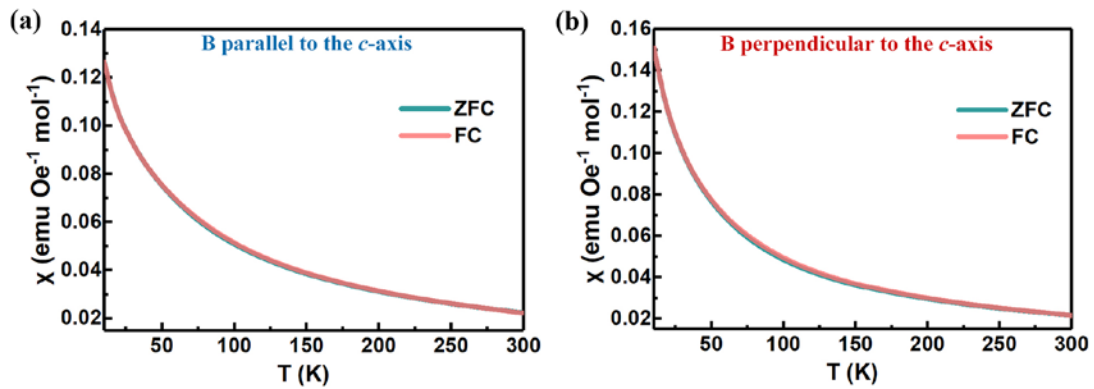 (a)
B parallel to the c-axis
ZFC
FC
0.14
0.12
0.10
0.08
0.06
0.04
0.02
χ (emu Oe⁻¹ mol⁻¹)
50 100 150 200 250 300
T (K)
(b)
B perpendicular to the c-axis
ZFC
FC
0.16
0.14
0.12
0.10
0.08
0.06
0.04
0.02
χ (emu Oe⁻¹ mol⁻¹)
50 100 150 200 250 300
T (K)